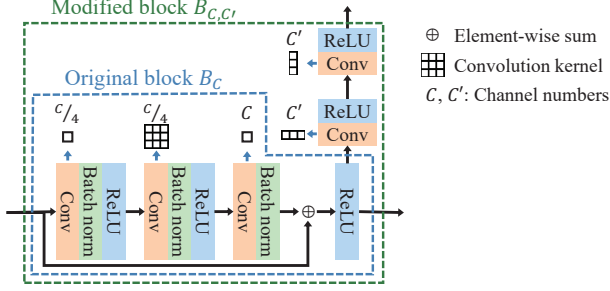 Modified block B_{C,C′}
Original block B_C
C/4
C/4
C
C′
C′
ReLU
Conv
ReLU
Conv
Conv
Batch norm
ReLU
Conv
Batch norm
ReLU
Conv
Batch norm
ReLU
⊕ Element-wise sum
Convolution kernel
C, C′: Channel numbers